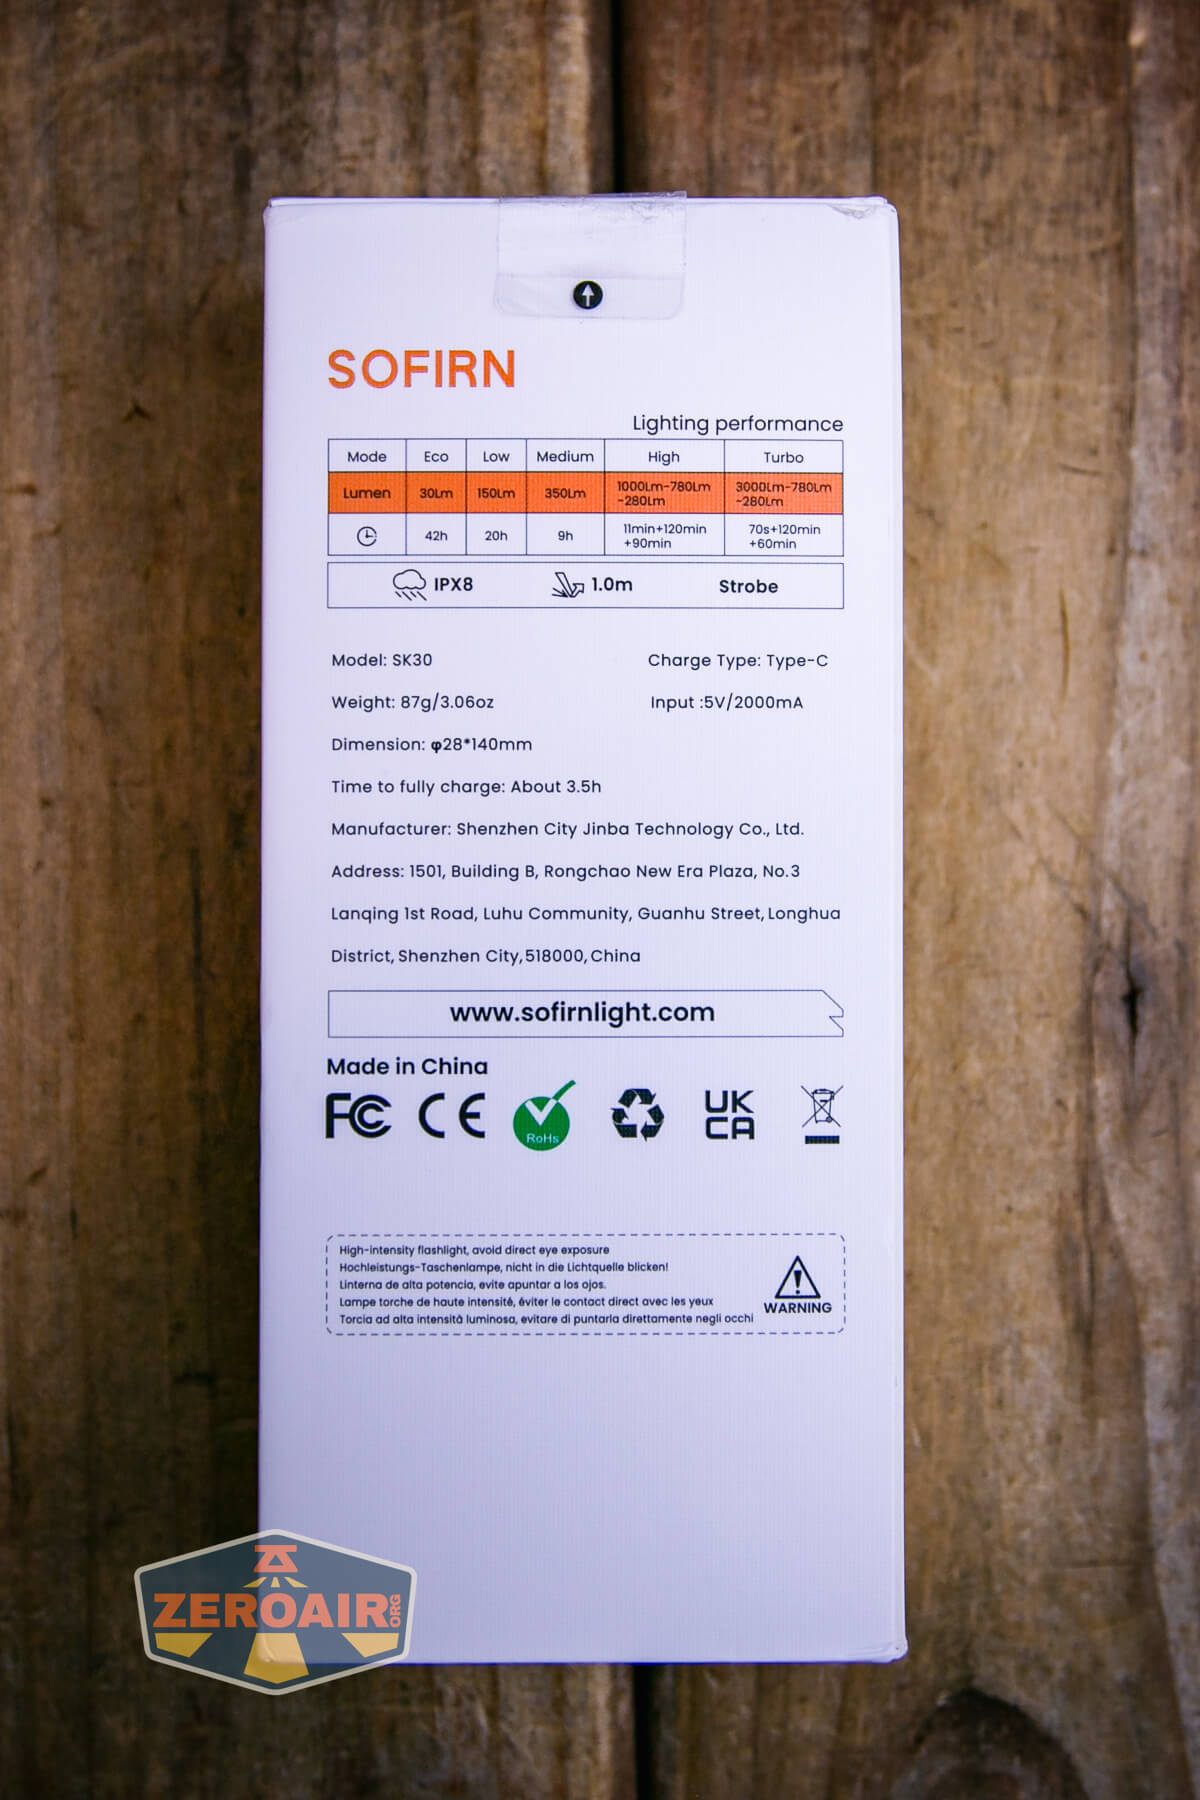 SOFIRN
Lighting performance
Mode Eco Low Medium High Turbo
Lumen 30Lm 150Lm 350Lm 1000Lm-780Lm -280Lm 3000Lm-780Lm -280Lm
42h 20h 9h 11min+120min +90min 70s+120min +60min
IPX8 1.0m Strobe
Model: SK30 Charge Type: Type-C
Weight: 87g/3.06oz Input :5V/2000mA
Dimension: φ28*140mm
Time to fully charge: About 3.5h
Manufacturer: Shenzhen City Jinba Technology Co., Ltd.
Address: 1501, Building B, Rongchao New Era Plaza, No.3
Lanqing 1st Road, Luhu Community, Guanhu Street, Longhua
District, Shenzhen City, 518000, China
www.sofirnlight.com
Made in China
FC CE RoHs UK CA
High-intensity flashlight, avoid direct eye exposure
Hochleistungs-Taschenlampe, nicht in die Lichtquelle blicken!
Linterna de alta potencia, evite apuntar a los ojos.
Lampe torche de haute intensité, éviter le contact direct avec les yeux
Torcia ad alta intensità luminosa, evitare di puntarla direttamente negli occhi
WARNING
ZEROAIR.ORG